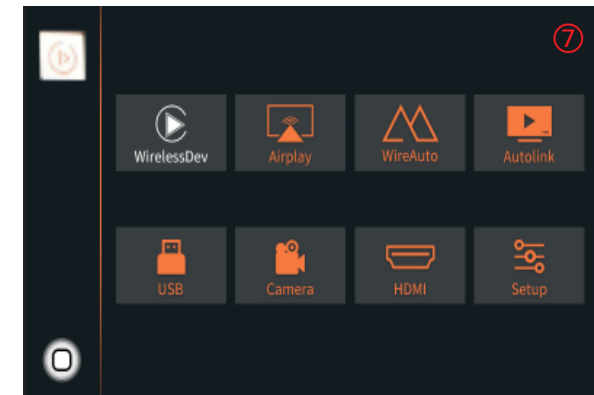 ⑦
WirelessDev
Airplay
WireAuto
Autolink
USB
Camera
HDMI
Setup